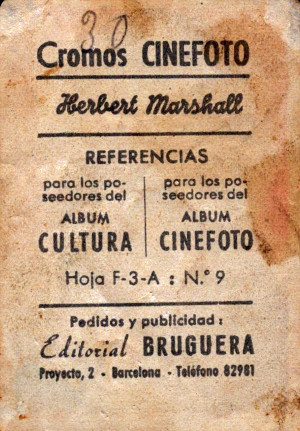 30
Cromos CINEFOTO
Herbert Marshall
REFERENCIAS
para los po-
seedores del
ALBUM
CULTURA
para los po-
seedores del
ALBUM
CINEFOTO
Hoja F-3-A : N.º 9
Pedidos y publicidad :
Editorial BRUGUERA
Proyecto, 2 - Barcelona - Teléfono 82981